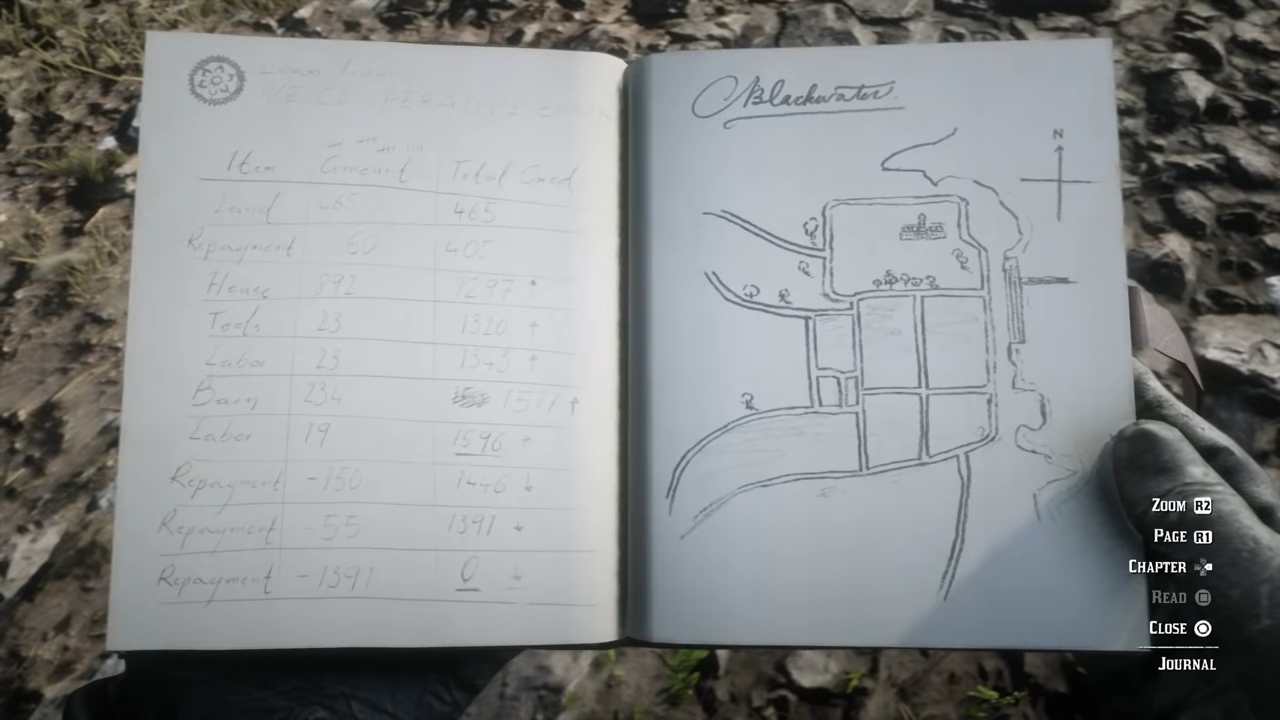 Loan from
Item Amount Total Owed
Land 465 465
Repayment 60 405
House 892 1297 ↑
Tools 23 1320 ↑
Labor 23 1343 ↑
Barn 234 1577 ↑
Labor 19 1596 ↑
Repayment -150 1446 ↓
Repayment -55 1391 ↓
Repayment -1391 0 ↓
Blackwater.
N
ZOOM R2
PAGE R1
CHAPTER
READ
CLOSE
JOURNAL